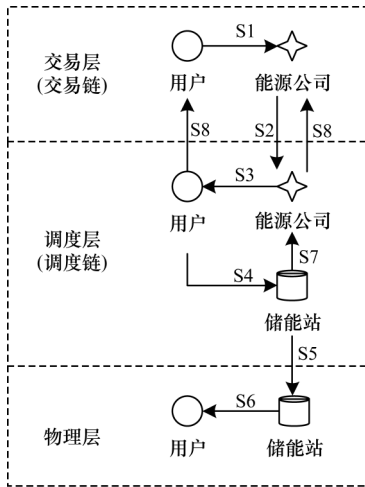 S1
交易层
(交易链)
用户
能源公司
S8
S2
S8
S3
用户
能源公司
调度层
(调度链)
S7
S4
储能站
S5
S6
物理层
用户
储能站